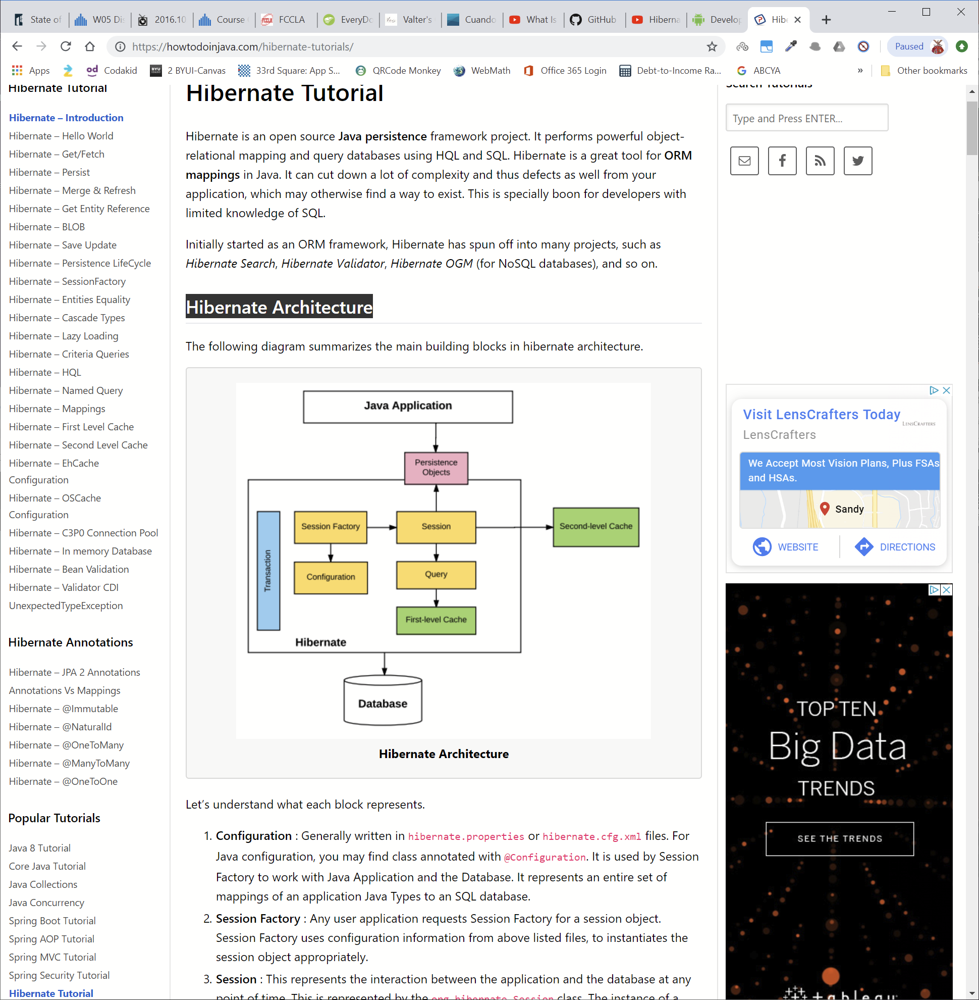 State of
W05 Dis
2016.10
Course
FCCLA
EveryDo
Valter's
Cuando
What Is
GitHub
Hiberna
Develop
Hibe
https://howtodoinjava.com/hibernate-tutorials/
Paused
Apps
Codakid
2 BYUI-Canvas
33rd Square: App S...
QRCode Monkey
WebMath
Office 365 Login
Debt-to-Income Ra...
ABCYA
»
Other bookmarks
Hibernate Tutorial
Hibernate – Introduction
Hibernate – Hello World
Hibernate – Get/Fetch
Hibernate – Persist
Hibernate – Merge & Refresh
Hibernate – Get Entity Reference
Hibernate – BLOB
Hibernate – Save Update
Hibernate – Persistence LifeCycle
Hibernate – SessionFactory
Hibernate – Entities Equality
Hibernate – Cascade Types
Hibernate – Lazy Loading
Hibernate – Criteria Queries
Hibernate – HQL
Hibernate – Named Query
Hibernate – Mappings
Hibernate – First Level Cache
Hibernate – Second Level Cache
Hibernate – EhCache
Configuration
Hibernate – OSCache
Configuration
Hibernate – C3P0 Connection Pool
Hibernate – In memory Database
Hibernate – Bean Validation
Hibernate – Validator CDI
UnexpectedTypeException
Hibernate Annotations
Hibernate – JPA 2 Annotations
Annotations Vs Mappings
Hibernate – @Immutable
Hibernate – @NaturalId
Hibernate – @OneToMany
Hibernate – @ManyToMany
Hibernate – @OneToOne
Popular Tutorials
Java 8 Tutorial
Core Java Tutorial
Java Collections
Java Concurrency
Spring Boot Tutorial
Spring AOP Tutorial
Spring MVC Tutorial
Spring Security Tutorial
Hibernate Tutorial
Hibernate Tutorial
Hibernate is an open source Java persistence framework project. It performs powerful object-
relational mapping and query databases using HQL and SQL. Hibernate is a great tool for ORM
mappings in Java. It can cut down a lot of complexity and thus defects as well from your
application, which may otherwise find a way to exist. This is specially boon for developers with
limited knowledge of SQL.
Initially started as an ORM framework, Hibernate has spun off into many projects, such as
Hibernate Search, Hibernate Validator, Hibernate OGM (for NoSQL databases), and so on.
Hibernate Architecture
The following diagram summarizes the main building blocks in hibernate architecture.
Java Application
Persistence
Objects
Transaction
Session Factory
Session
Second-level Cache
Configuration
Query
First-level Cache
Hibernate
Database
Hibernate Architecture
Let’s understand what each block represents.
1. Configuration : Generally written in hibernate.properties or hibernate.cfg.xml files. For
Java configuration, you may find class annotated with @Configuration. It is used by Session
Factory to work with Java Application and the Database. It represents an entire set of
mappings of an application Java Types to an SQL database.
2. Session Factory : Any user application requests Session Factory for a session object.
Session Factory uses configuration information from above listed files, to instantiates the
session object appropriately.
3. Session : This represents the interaction between the application and the database at any
point of time. This is represented by the org.hibernate.Session class. The instance of a
Search Tutorials
Type and Press ENTER...
Visit LensCrafters Today
LENSCRAFTERS
LensCrafters
We Accept Most Vision Plans, Plus FSAs
and HSAs.
Sandy
WEBSITE
DIRECTIONS
TOP TEN
Big Data
TRENDS
SEE THE TRENDS
tableau